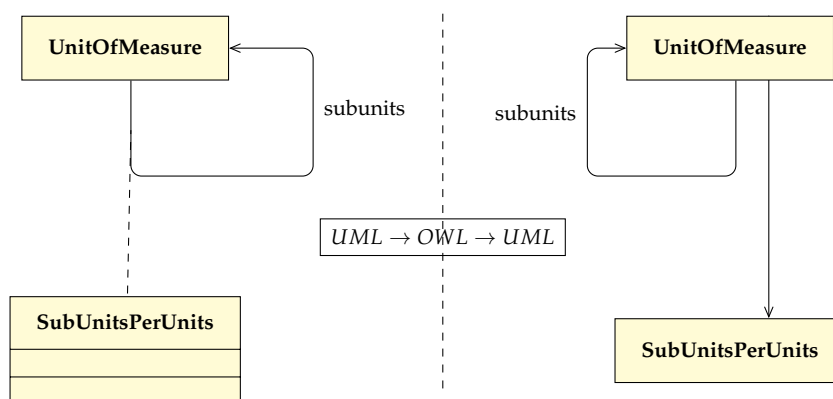 UnitOfMeasure
subunits
SubUnitsPerUnits
UML → OWL → UML
UnitOfMeasure
subunits
SubUnitsPerUnits